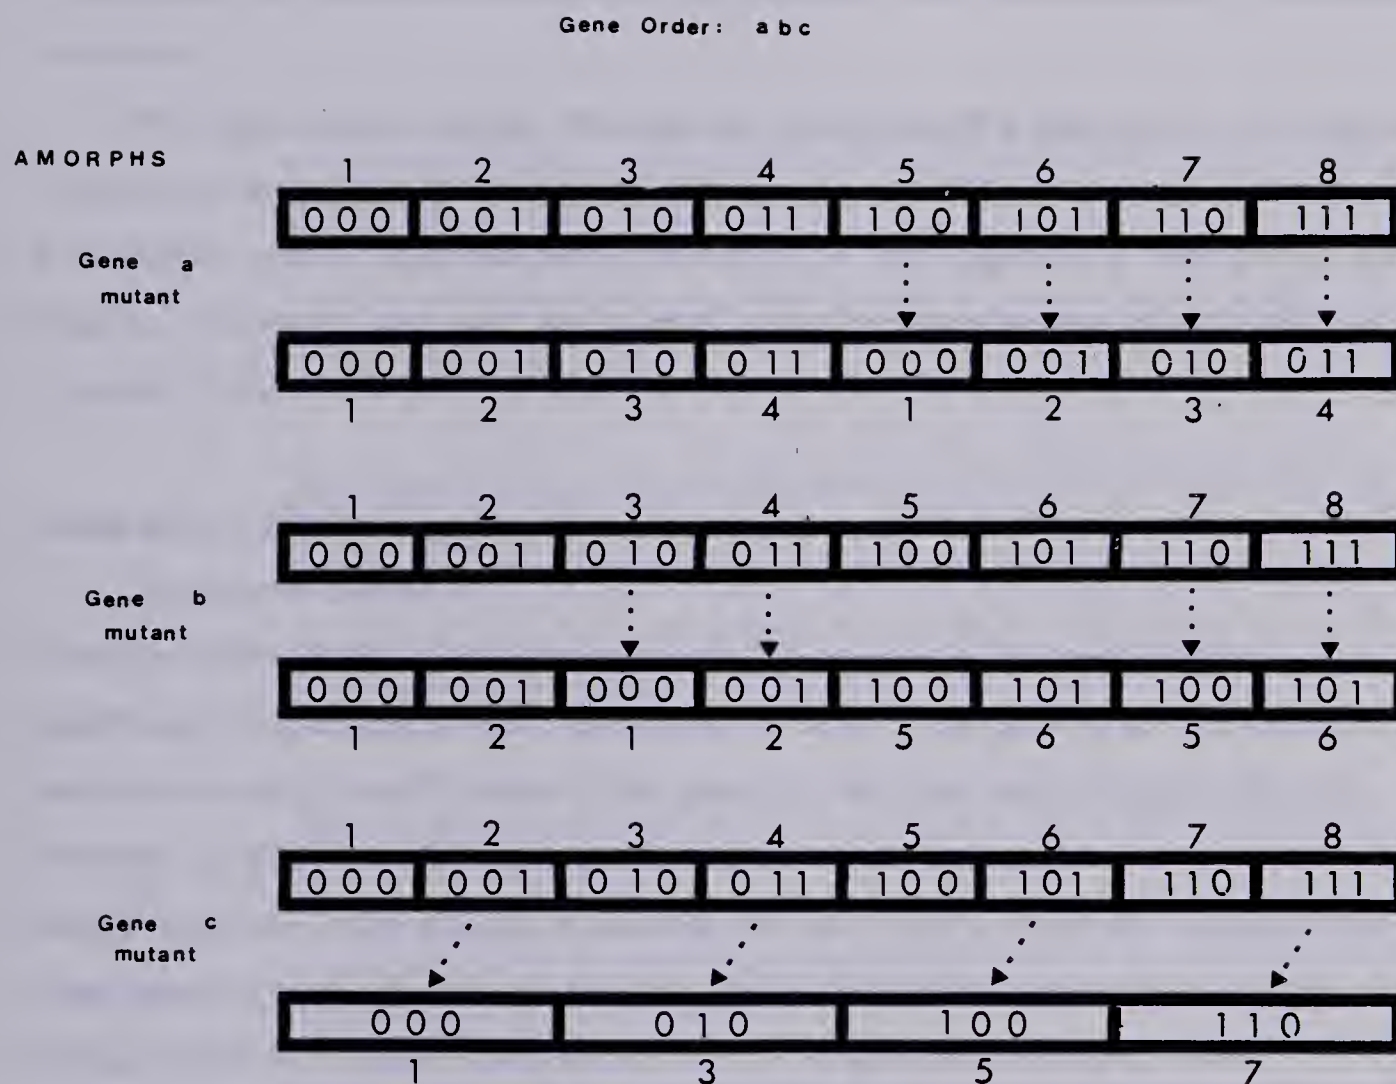 Gene Order: a b c
AMORPHS
1 2 3 4 5 6 7 8
000 001 010 011 100 101 110 111
Gene a
mutant
000 001 010 011 000 001 010 011
1 2 3 4 1 2 3 4
1 2 3 4 5 6 7 8
000 001 010 011 100 101 110 111
Gene b
mutant
000 001 000 001 100 101 100 101
1 2 1 2 5 6 5 6
1 2 3 4 5 6 7 8
000 001 010 011 100 101 110 111
Gene c
mutant
000 010 100 110
1 3 5 7